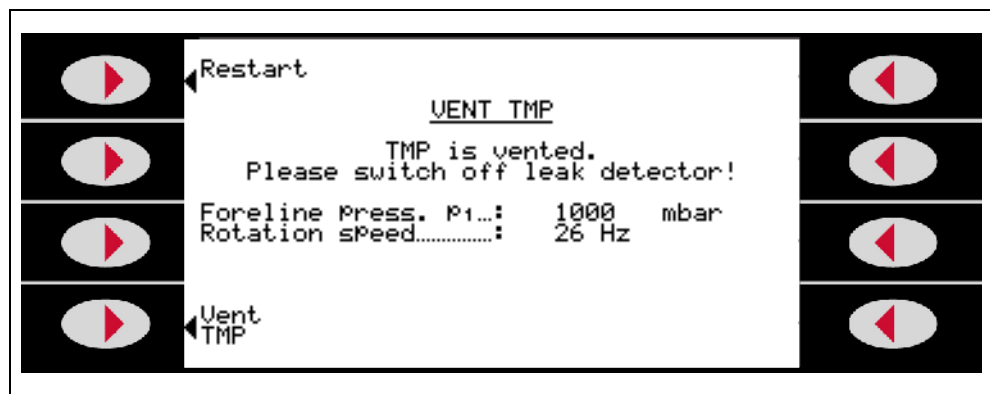 Restart
VENT TMP
TMP is vented.
Please switch off leak detector!
Foreline press. p1…: 1000 mbar
Rotation speed……………: 26 Hz
Vent
TMP